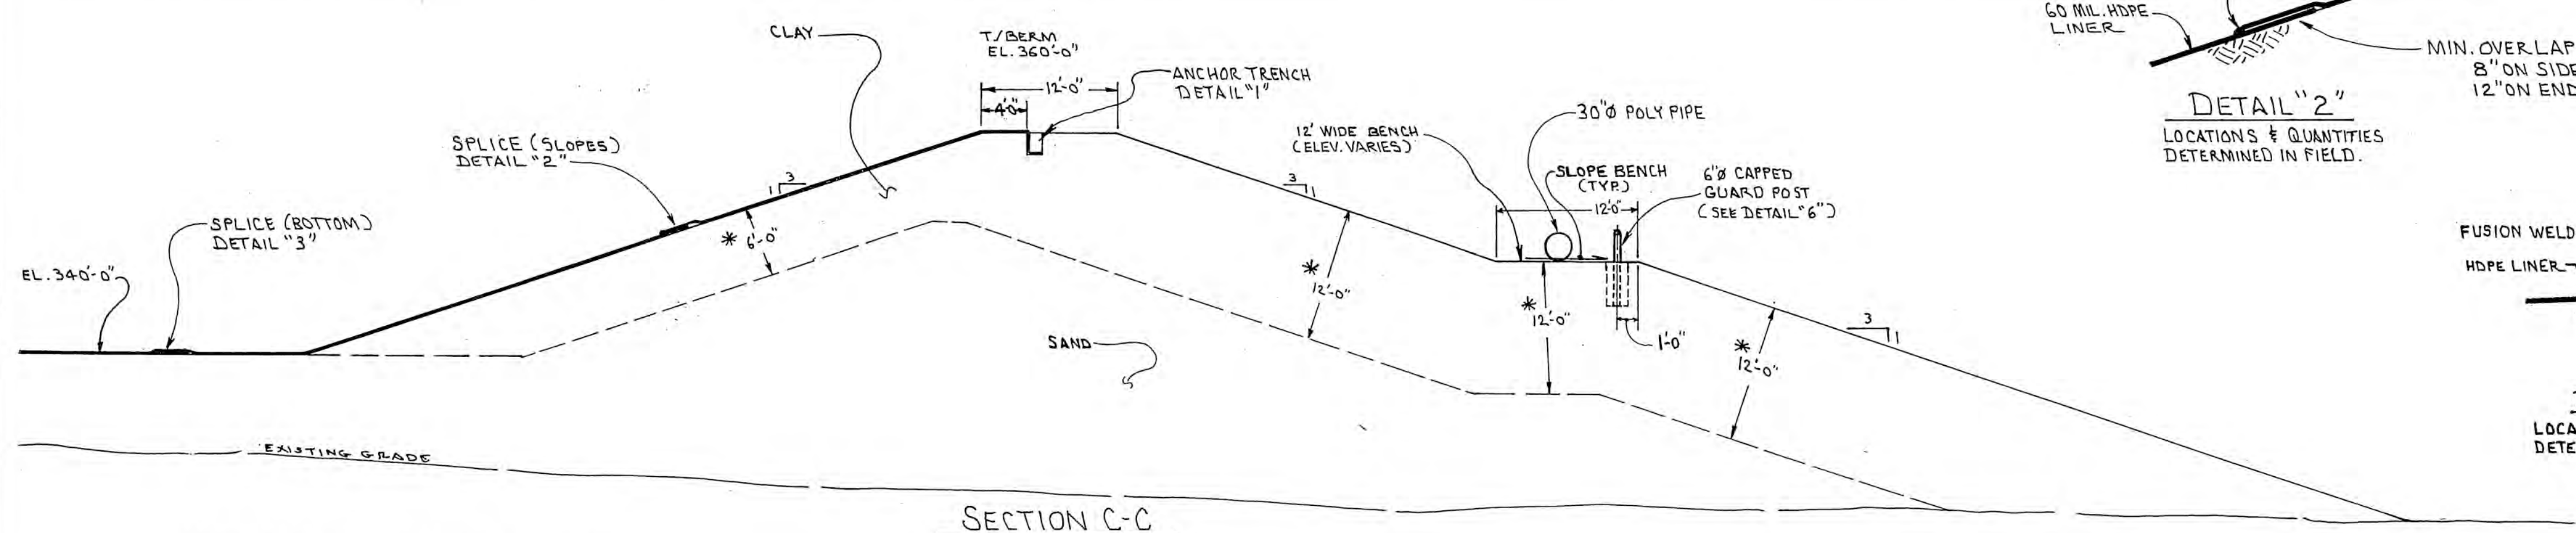 CLAY
T/BERM
EL. 360'-0"
12'-0"
4'-0"
ANCHOR TRENCH
DETAIL "1"
SPLICE (SLOPES)
DETAIL "2"
3
1
SPLICE (BOTTOM)
DETAIL "3"
EL. 340'-0"
* 6'-0"
12' WIDE BENCH
(ELEV. VARIES)
30"Ø POLY PIPE
SLOPE BENCH
(TYP.)
6"Ø CAPPED
GUARD POST
(SEE DETAIL "6")
12'-0"
3
1
*
12'-0"
*
12'-0"
1'-0"
*
12'-0"
3
1
SAND
EXISTING GRADE
SECTION C-C
60 MIL. HDPE
LINER
MIN. OVERLAP
8" ON SIDE
12" ON END
DETAIL "2"
LOCATIONS & QUANTITIES
DETERMINED IN FIELD.
FUSION WELD
HDPE LINER
LOCA
DETE